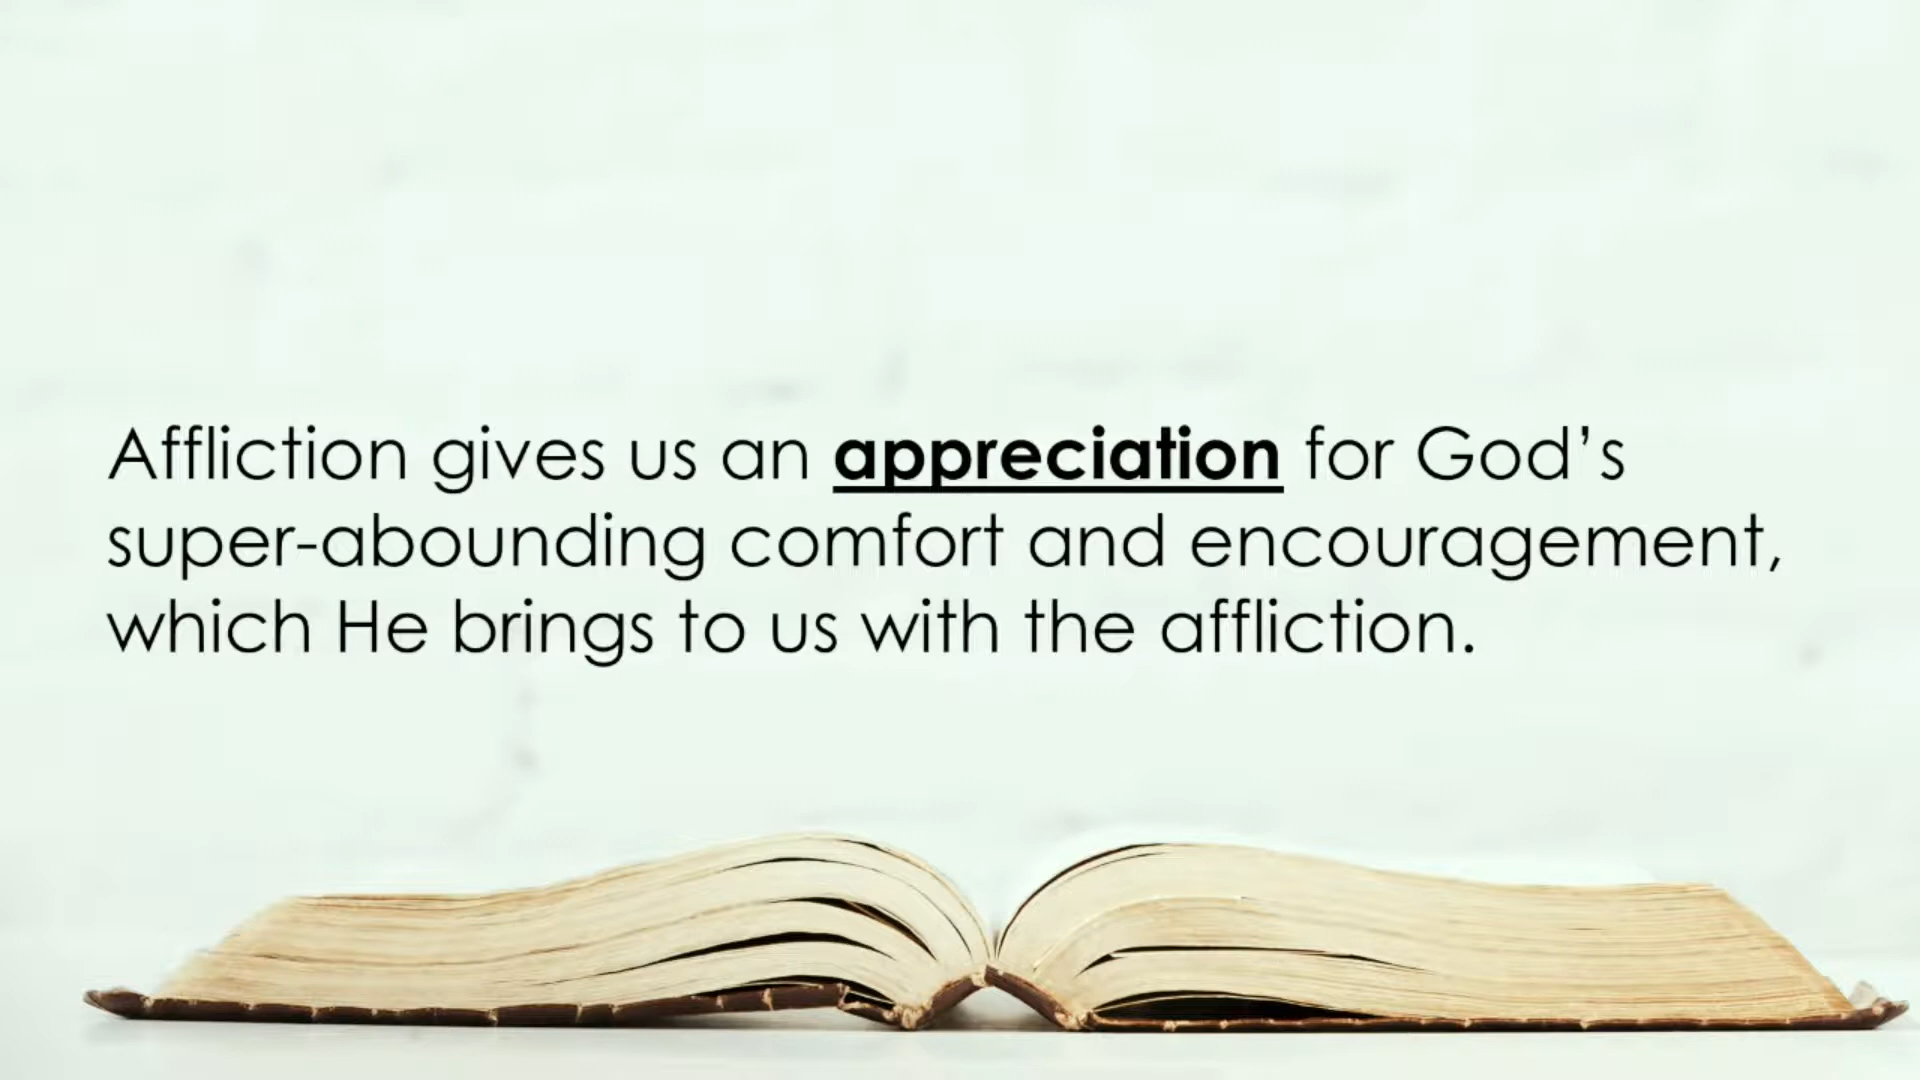 Affliction gives us an appreciation for God’s
super-abounding comfort and encouragement,
which He brings to us with the affliction.